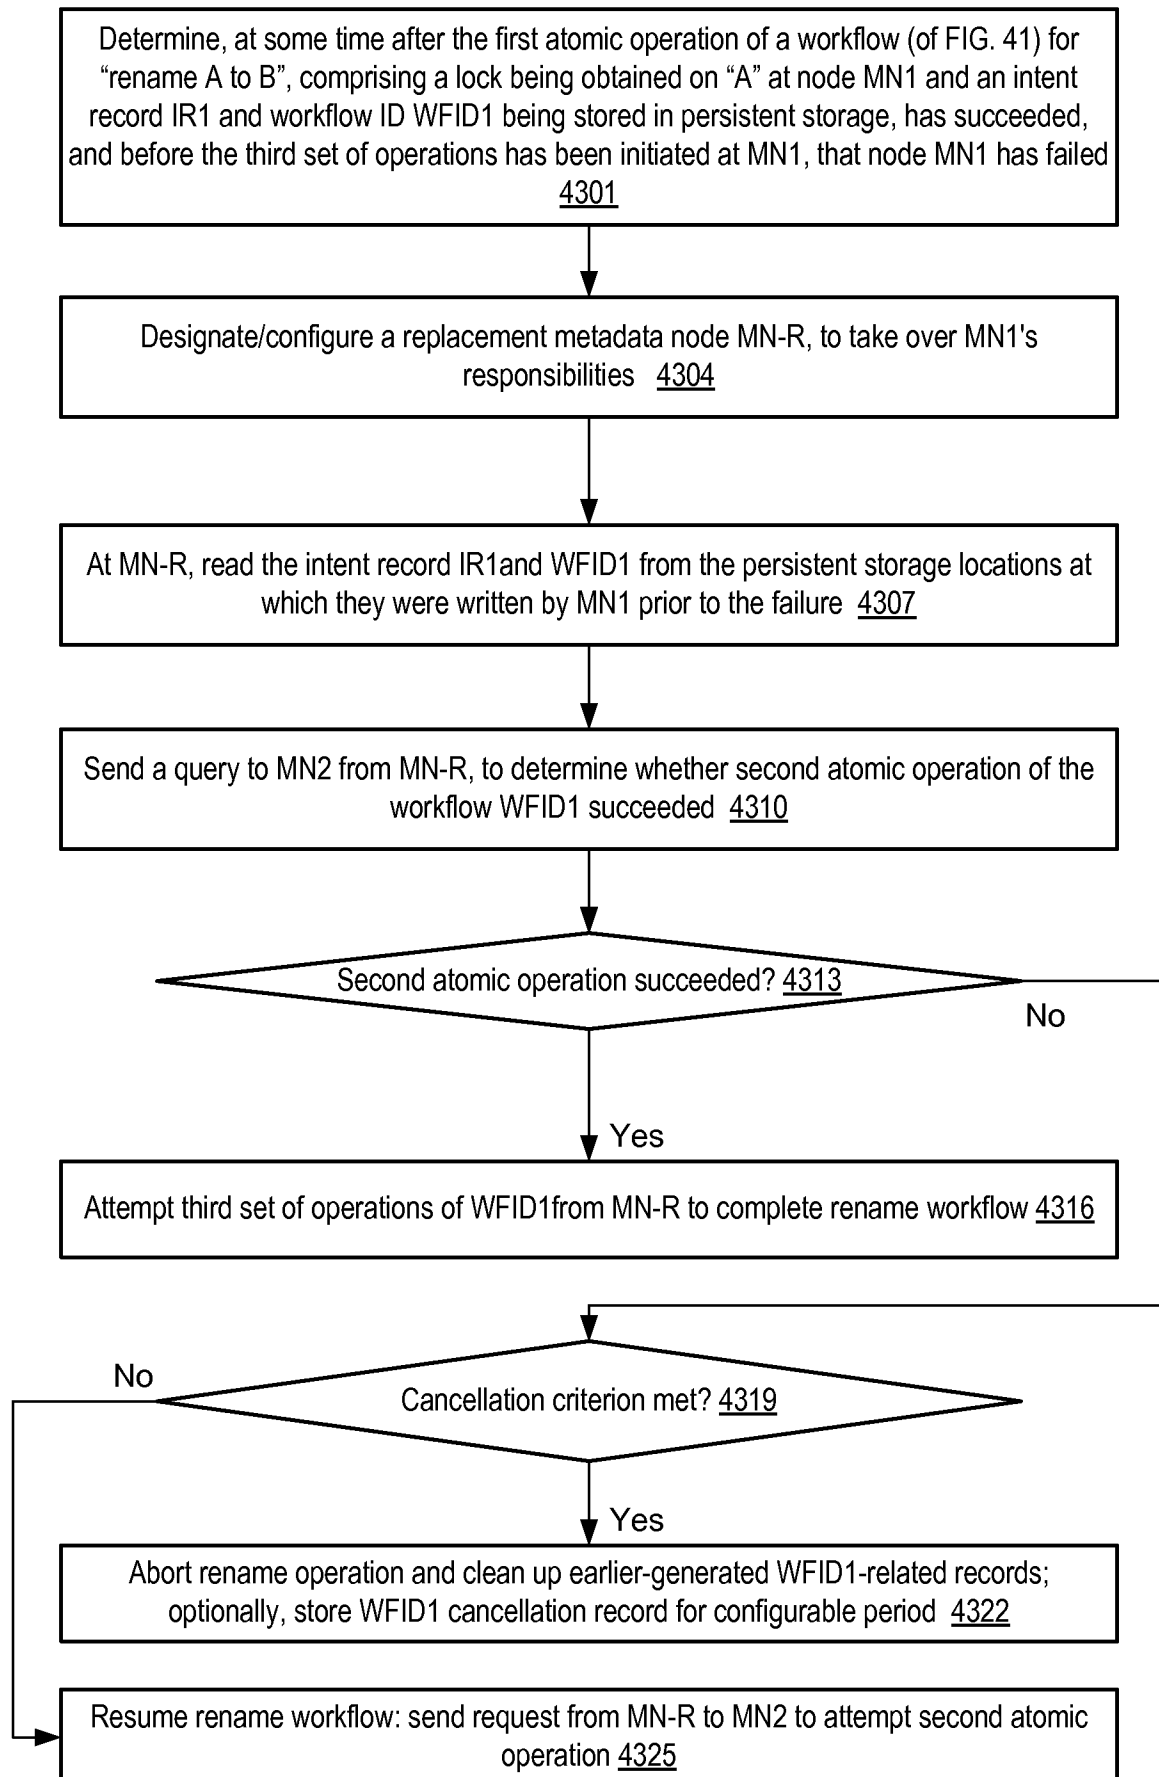 Determine, at some time after the first atomic operation of a workflow (of FIG. 41) for
“rename A to B”, comprising a lock being obtained on “A” at node MN1 and an intent
record IR1 and workflow ID WFID1 being stored in persistent storage, has succeeded,
and before the third set of operations has been initiated at MN1, that node MN1 has failed
4301
Designate/configure a replacement metadata node MN-R, to take over MN1's
responsibilities 4304
At MN-R, read the intent record IR1and WFID1 from the persistent storage locations at
which they were written by MN1 prior to the failure 4307
Send a query to MN2 from MN-R, to determine whether second atomic operation of the
workflow WFID1 succeeded 4310
Second atomic operation succeeded? 4313
No
Yes
Attempt third set of operations of WFID1from MN-R to complete rename workflow 4316
No
Cancellation criterion met? 4319
Yes
Abort rename operation and clean up earlier-generated WFID1-related records;
optionally, store WFID1 cancellation record for configurable period 4322
Resume rename workflow: send request from MN-R to MN2 to attempt second atomic
operation 4325